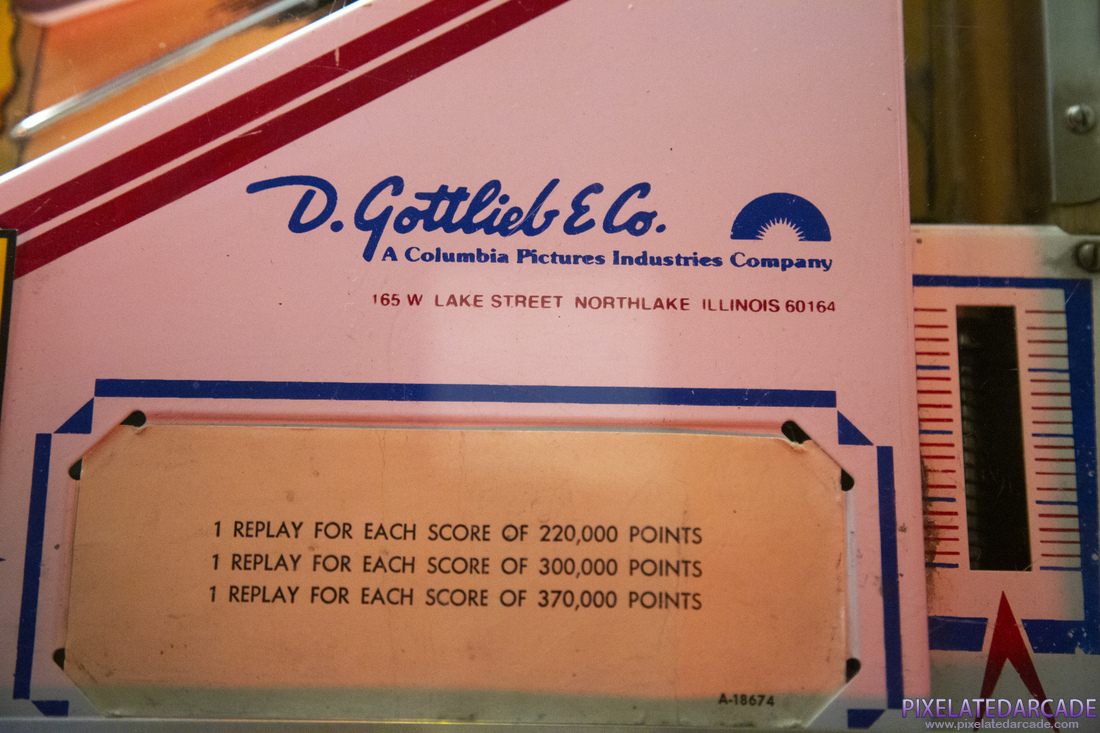 D. Gottlieb & Co.
A Columbia Pictures Industries Company
165 W LAKE STREET NORTHLAKE ILLINOIS 60164
1 REPLAY FOR EACH SCORE OF 220,000 POINTS
1 REPLAY FOR EACH SCORE OF 300,000 POINTS
1 REPLAY FOR EACH SCORE OF 370,000 POINTS
A-18674
PIXELATEDARCADE
www.pixelatedarcade.com